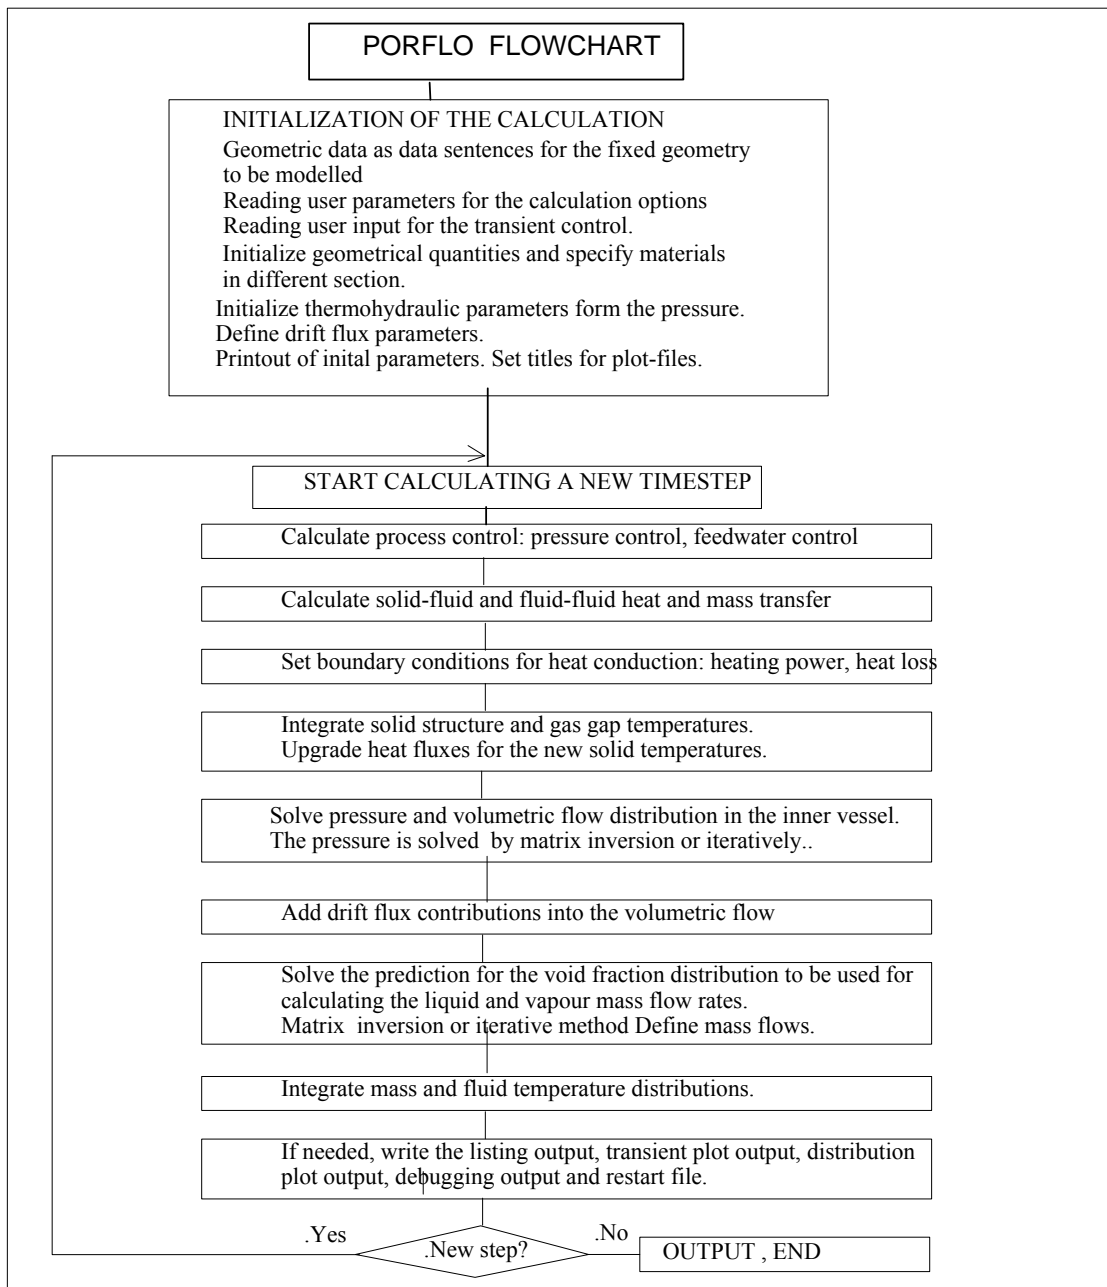 PORFLO FLOWCHART
INITIALIZATION OF THE CALCULATION
Geometric data as data sentences for the fixed geometry
to be modelled
Reading user parameters for the calculation options
Reading user input for the transient control.
Initialize geometrical quantities and specify materials
in different section.
Initialize thermohydraulic parameters form the pressure.
Define drift flux parameters.
Printout of inital parameters. Set titles for plot-files.
START CALCULATING A NEW TIMESTEP
Calculate process control: pressure control, feedwater control
Calculate solid-fluid and fluid-fluid heat and mass transfer
Set boundary conditions for heat conduction: heating power, heat loss
Integrate solid structure and gas gap temperatures.
Upgrade heat fluxes for the new solid temperatures.
Solve pressure and volumetric flow distribution in the inner vessel.
The pressure is solved by matrix inversion or iteratively..
Add drift flux contributions into the volumetric flow
Solve the prediction for the void fraction distribution to be used for
calculating the liquid and vapour mass flow rates.
Matrix inversion or iterative method Define mass flows.
Integrate mass and fluid temperature distributions.
If needed, write the listing output, transient plot output, distribution
plot output, debugging output and restart file.
.Yes
.New step?
.No
OUTPUT , END